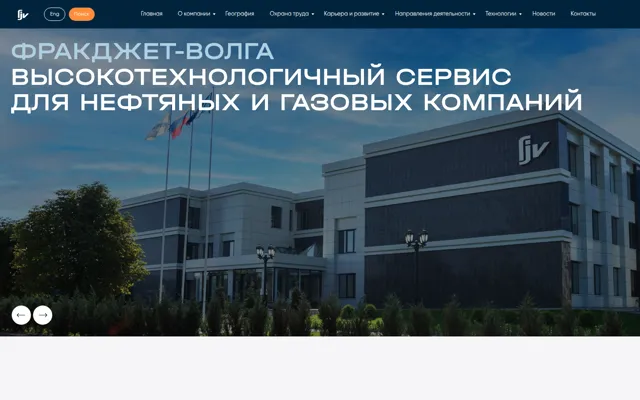 fjv
Eng
Главная
О компании
География
Охрана труда
Карьера и развитие
Направления деятельности
Технологии
Новости
Контакты
ФРАКДЖЕТ-ВОЛГА
ВЫСОКОТЕХНОЛОГИЧНЫЙ СЕРВИС
ДЛЯ НЕФТЯНЫХ И ГАЗОВЫХ КОМПАНИЙ
fjv